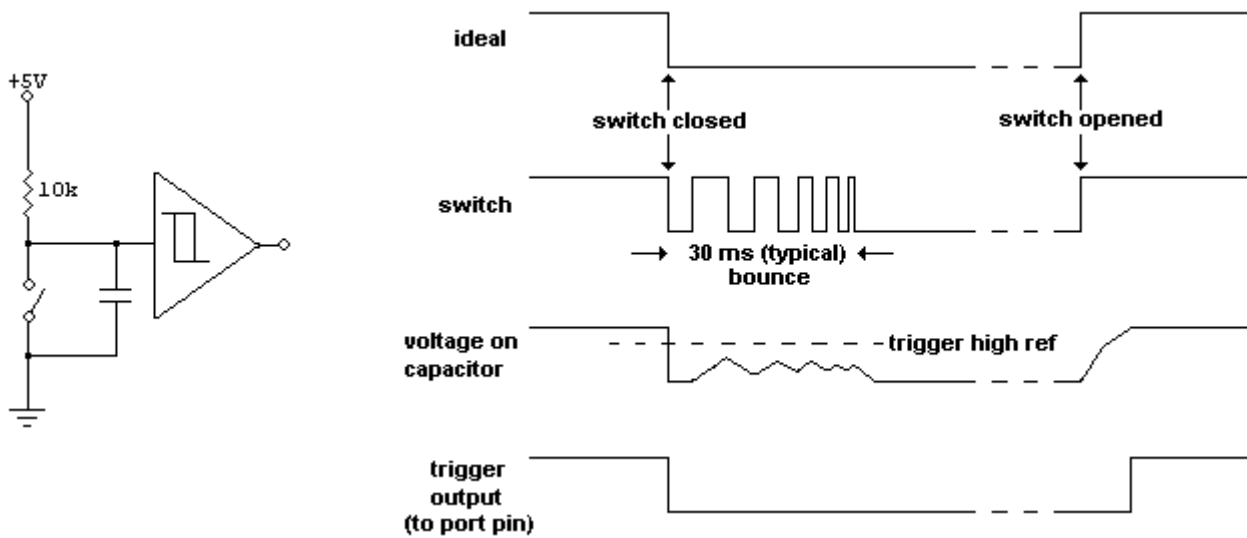 +5V
10k
ideal
switch closed
switch opened
switch
30 ms (typical)
bounce
voltage on
capacitor
trigger high ref
trigger
output
(to port pin)